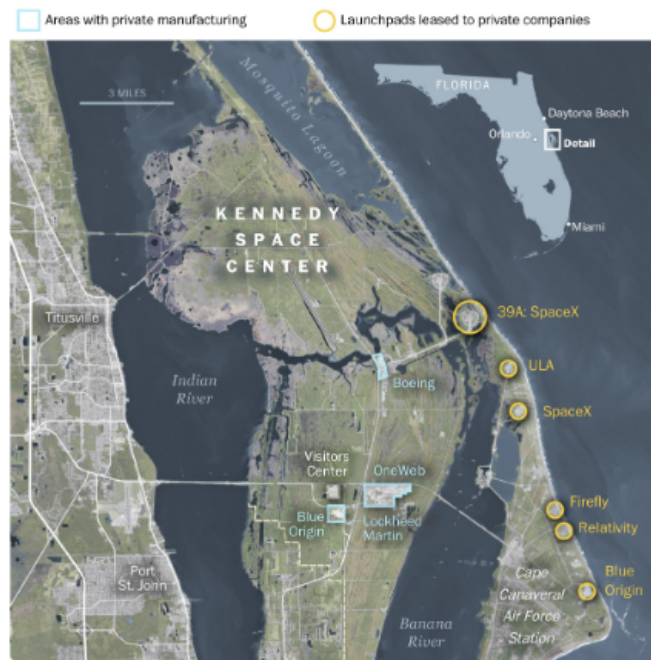 Areas with private manufacturing
Launchpads leased to private companies
3 MILES
Mosquito Lagoon
FLORIDA
Daytona Beach
Orlando
Detail
Miami
KENNEDY
SPACE
CENTER
39A: SpaceX
Titusville
ULA
Indian
River
Boeing
SpaceX
Visitors
Center
OneWeb
Blue
Origin
Lockheed
Martin
Firefly
Relativity
Port
St. John
Cape
Canaveral
Air Force
Station
Blue
Origin
Banana
River